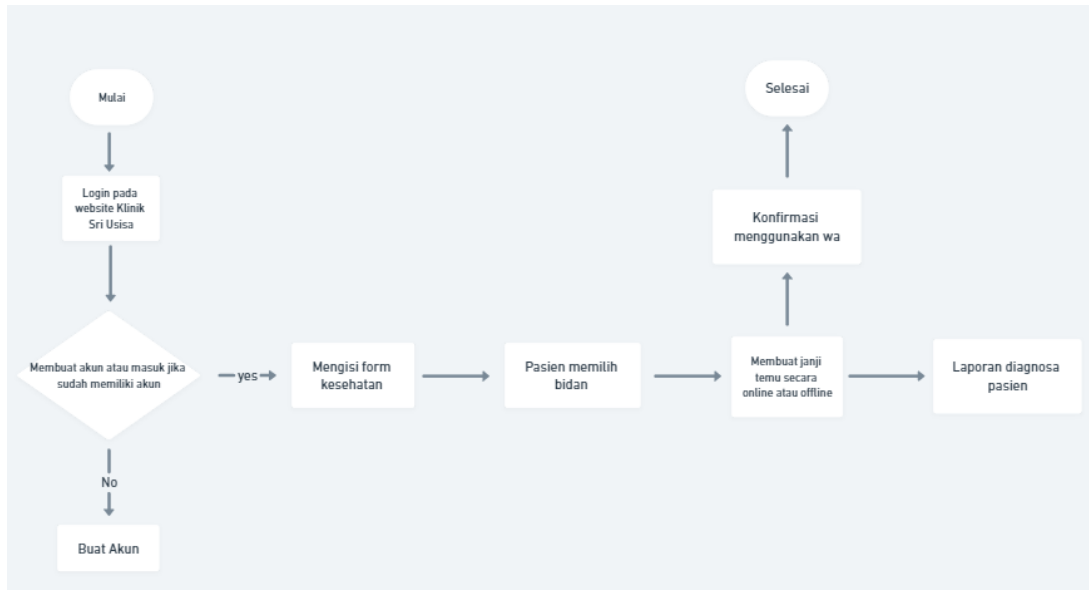 Mulai
Login pada
website Klinik
Sri Usisa
Membuat akun atau masuk jika
sudah memiliki akun
yes
Mengisi form
kesehatan
Pasien memilih
bidan
Membuat janji
temu secara
online atau offline
Laporan diagnosa
pasien
Konfirmasi
menggunakan wa
Selesai
No
Buat Akun